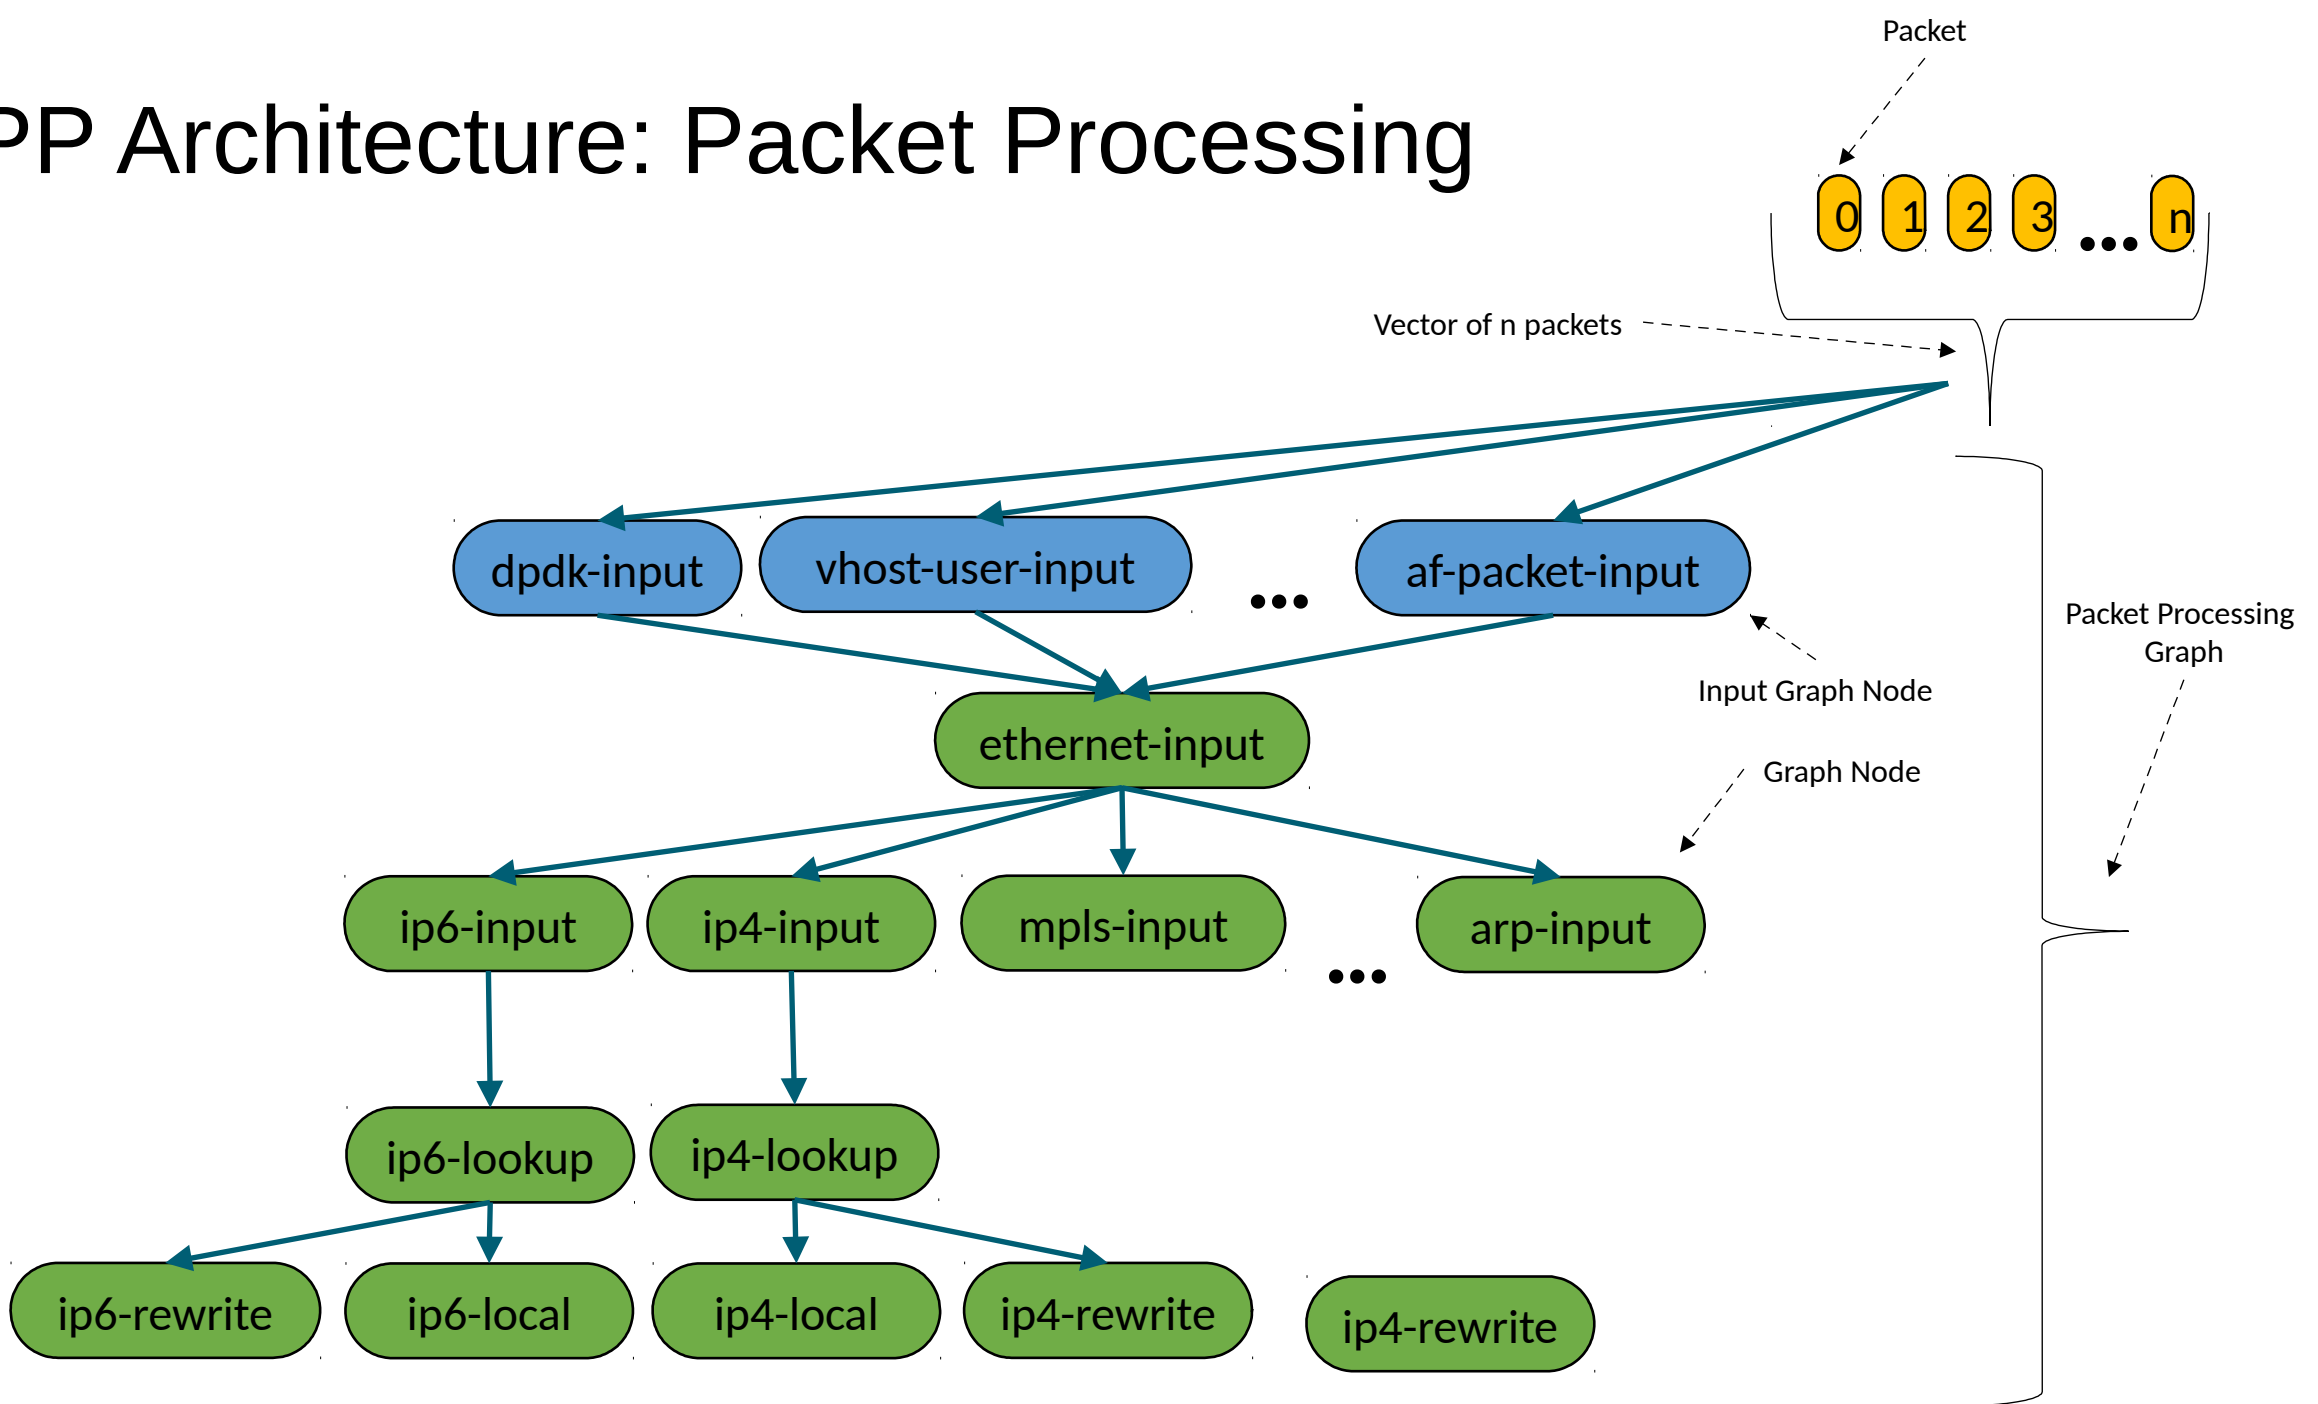 Packet
PP Architecture: Packet Processing
0 1 2 3 ... n
Vector of n packets
dpdk-input vhost-user-input ... af-packet-input
Packet Processing
Graph
Input Graph Node
ethernet-input
Graph Node
ip6-input ip4-input mpls-input ... arp-input
ip6-lookup ip4-lookup
ip6-rewrite ip6-local ip4-local ip4-rewrite ip4-rewrite